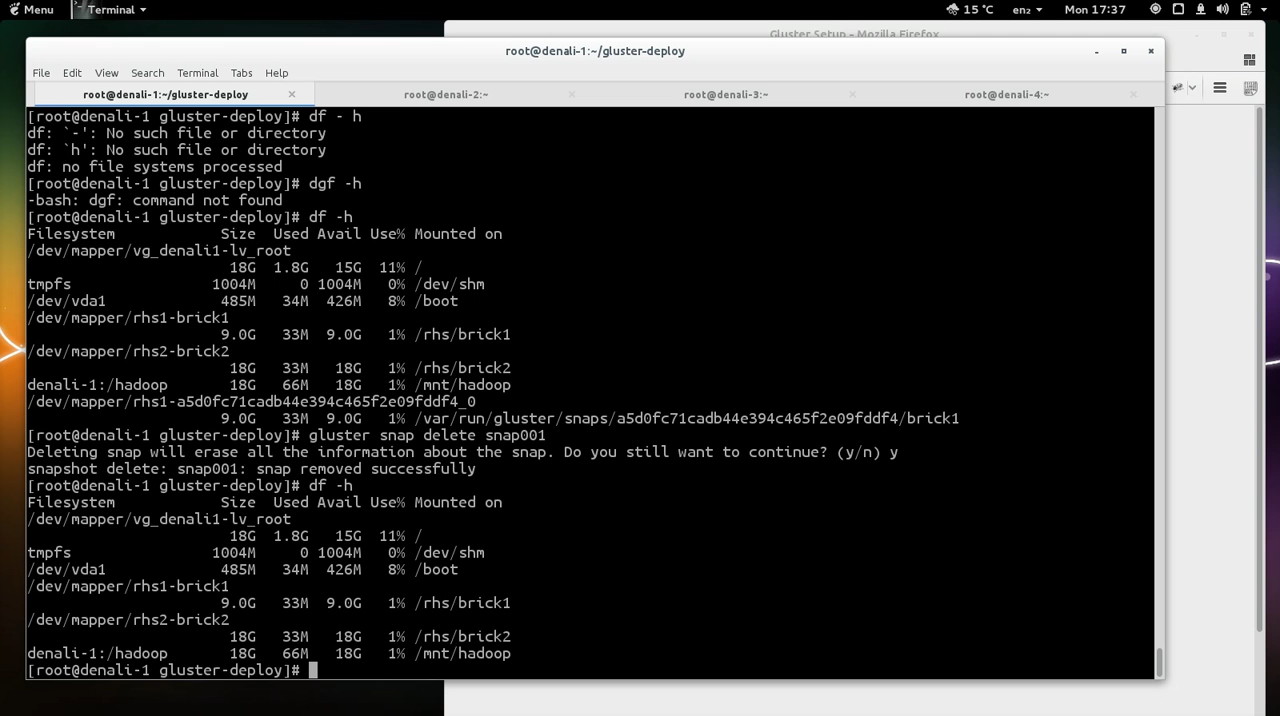 Menu
Terminal
15 °C
en₂
Mon 17:37
Gluster Setup - Mozilla Firefox
root@denali-1:~/gluster-deploy
File Edit View Search Terminal Tabs Help
root@denali-1:~/gluster-deploy × root@denali-2:~ × root@denali-3:~ × root@denali-4:~ ×
[root@denali-1 gluster-deploy]# df - h
df: `-': No such file or directory
df: `h': No such file or directory
df: no file systems processed
[root@denali-1 gluster-deploy]# dgf -h
-bash: dgf: command not found
[root@denali-1 gluster-deploy]# df -h
Filesystem Size Used Avail Use% Mounted on
/dev/mapper/vg_denali1-lv_root
18G 1.8G 15G 11% /
tmpfs 1004M 0 1004M 0% /dev/shm
/dev/vda1 485M 34M 426M 8% /boot
/dev/mapper/rhs1-brick1
9.0G 33M 9.0G 1% /rhs/brick1
/dev/mapper/rhs2-brick2
18G 33M 18G 1% /rhs/brick2
denali-1:/hadoop 18G 66M 18G 1% /mnt/hadoop
/dev/mapper/rhs1-a5d0fc71cadb44e394c465f2e09fddf4_0
9.0G 33M 9.0G 1% /var/run/gluster/snaps/a5d0fc71cadb44e394c465f2e09fddf4/brick1
[root@denali-1 gluster-deploy]# gluster snap delete snap001
Deleting snap will erase all the information about the snap. Do you still want to continue? (y/n) y
snapshot delete: snap001: snap removed successfully
[root@denali-1 gluster-deploy]# df -h
Filesystem Size Used Avail Use% Mounted on
/dev/mapper/vg_denali1-lv_root
18G 1.8G 15G 11% /
tmpfs 1004M 0 1004M 0% /dev/shm
/dev/vda1 485M 34M 426M 8% /boot
/dev/mapper/rhs1-brick1
9.0G 33M 9.0G 1% /rhs/brick1
/dev/mapper/rhs2-brick2
18G 33M 18G 1% /rhs/brick2
denali-1:/hadoop 18G 66M 18G 1% /mnt/hadoop
[root@denali-1 gluster-deploy]#